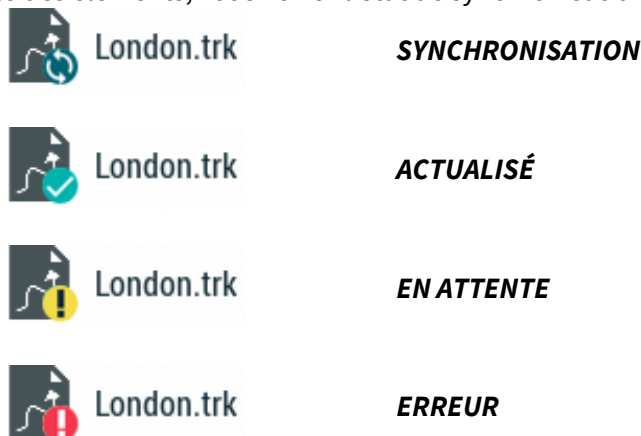 London.trk SYNCHRONISATION
London.trk ACTUALISÉ
London.trk EN ATTENTE
London.trk ERREUR